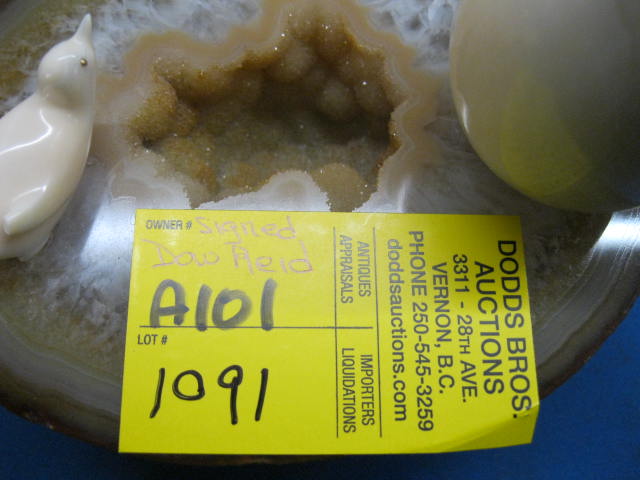 OWNER # signed
Dow Reid
A101
LOT #
1091
ANTIQUES
APPRAISALS
IMPORTERS
LIQUIDATIONS
DODDS BROS.
AUCTIONS
3311 - 28TH AVE.
VERNON, B.C.
PHONE 250-545-3259
doddsauctions.com